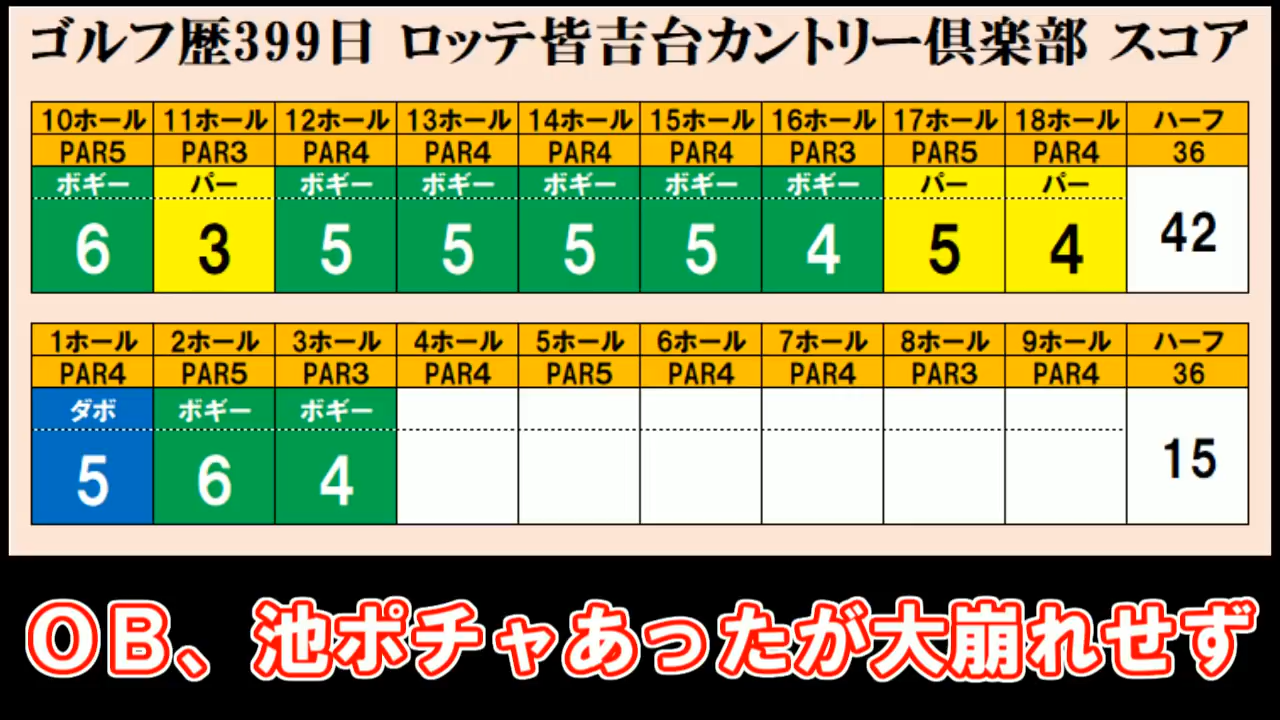 ゴルフ歴399日 ロッテ皆吉台カントリー倶楽部 スコア
10ホール 11ホール 12ホール 13ホール 14ホール 15ホール 16ホール 17ホール 18ホール ハーフ
PAR5 PAR3 PAR4 PAR4 PAR4 PAR4 PAR3 PAR5 PAR4 36
ボギー パー ボギー ボギー ボギー ボギー ボギー パー パー
6 3 5 5 5 5 4 5 4 42
1ホール 2ホール 3ホール 4ホール 5ホール 6ホール 7ホール 8ホール 9ホール ハーフ
PAR4 PAR5 PAR3 PAR4 PAR5 PAR4 PAR4 PAR3 PAR4 36
ダボ ボギー ボギー
5 6 4 15
OB、池ポチャあったが大崩れせず